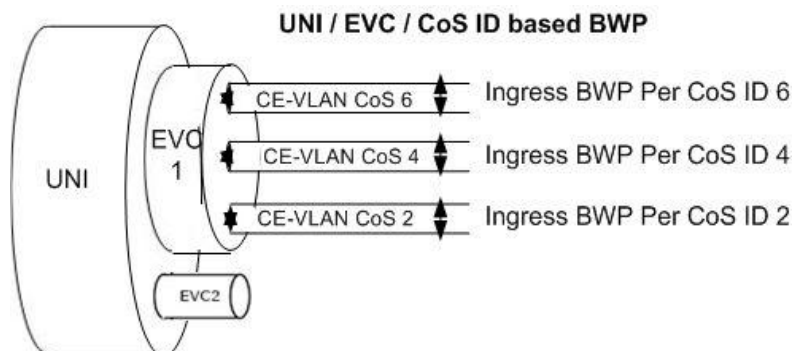 UNI / EVC / CoS ID based BWP
CE-VLAN CoS 6
Ingress BWP Per CoS ID 6
EVC
1
CE-VLAN CoS 4
Ingress BWP Per CoS ID 4
UNI
CE-VLAN CoS 2
Ingress BWP Per CoS ID 2
EVC2